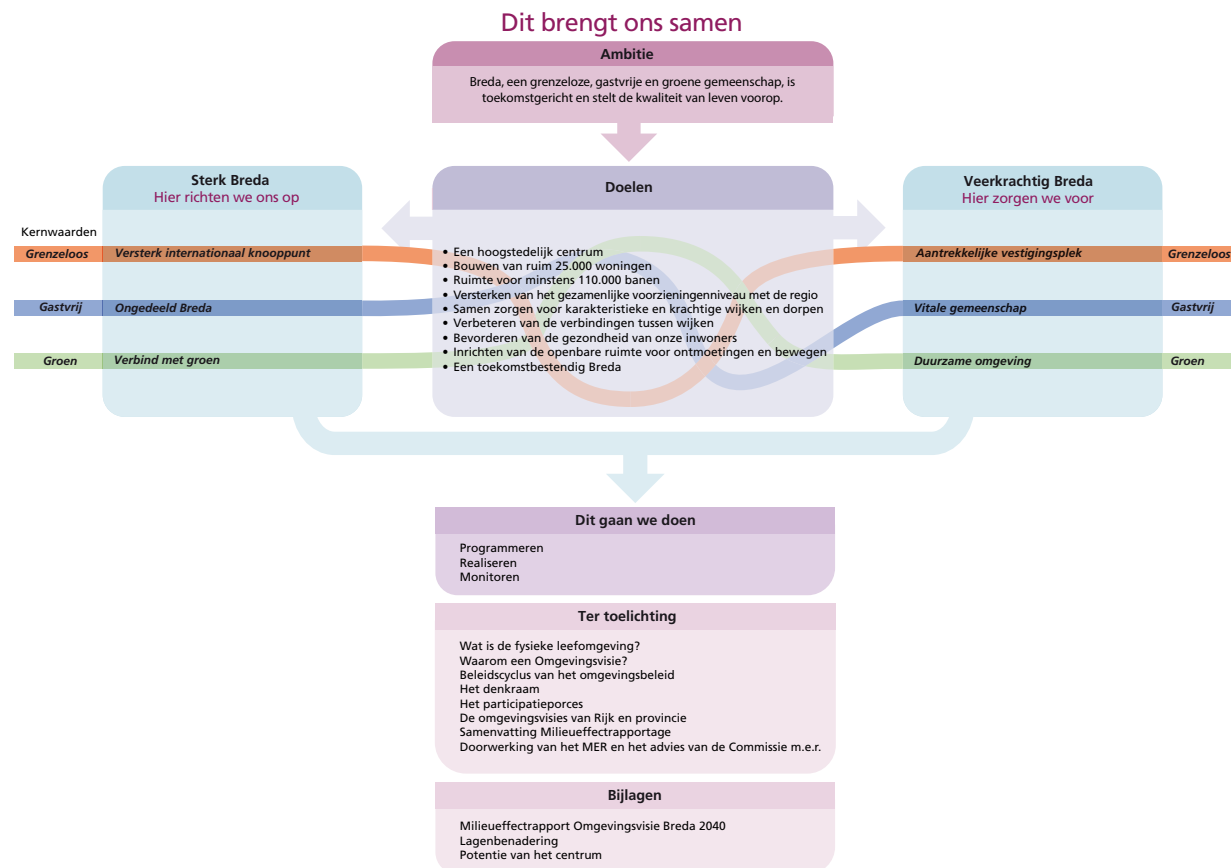 Dit brengt ons samen
Ambitie
Breda, een grenzeloze, gastvrije en groene gemeenschap, is
toekomstgericht en stelt de kwaliteit van leven voorop.
Sterk Breda
Hier richten we ons op
Doelen
Veerkrachtig Breda
Hier zorgen we voor
Kernwaarden
Grenzeloos
Versterk internationaal knooppunt
Gastvrij
Ongedeeld Breda
Groen
Verbind met groen
• Een hoogstedelijk centrum
• Bouwen van ruim 25.000 woningen
• Ruimte voor minstens 110.000 banen
• Versterken van het gezamenlijke voorzieningenniveau met de regio
• Samen zorgen voor karakteristieke en krachtige wijken en dorpen
• Verbeteren van de verbindingen tussen wijken
• Bevorderen van de gezondheid van onze inwoners
• Inrichten van de openbare ruimte voor ontmoetingen en bewegen
• Een toekomstbestendig Breda
Aantrekkelijke vestigingsplek
Grenzeloos
Vitale gemeenschap
Gastvrij
Duurzame omgeving
Groen
Dit gaan we doen
Programmeren
Realiseren
Monitoren
Ter toelichting
Wat is de fysieke leefomgeving?
Waarom een Omgevingsvisie?
Beleidscyclus van het omgevingsbeleid
Het denkraam
Het participatieporces
De omgevingsvisies van Rijk en provincie
Samenvatting Milieueffectrapportage
Doorwerking van het MER en het advies van de Commissie m.e.r.
Bijlagen
Milieueffectrapport Omgevingsvisie Breda 2040
Lagenbenadering
Potentie van het centrum